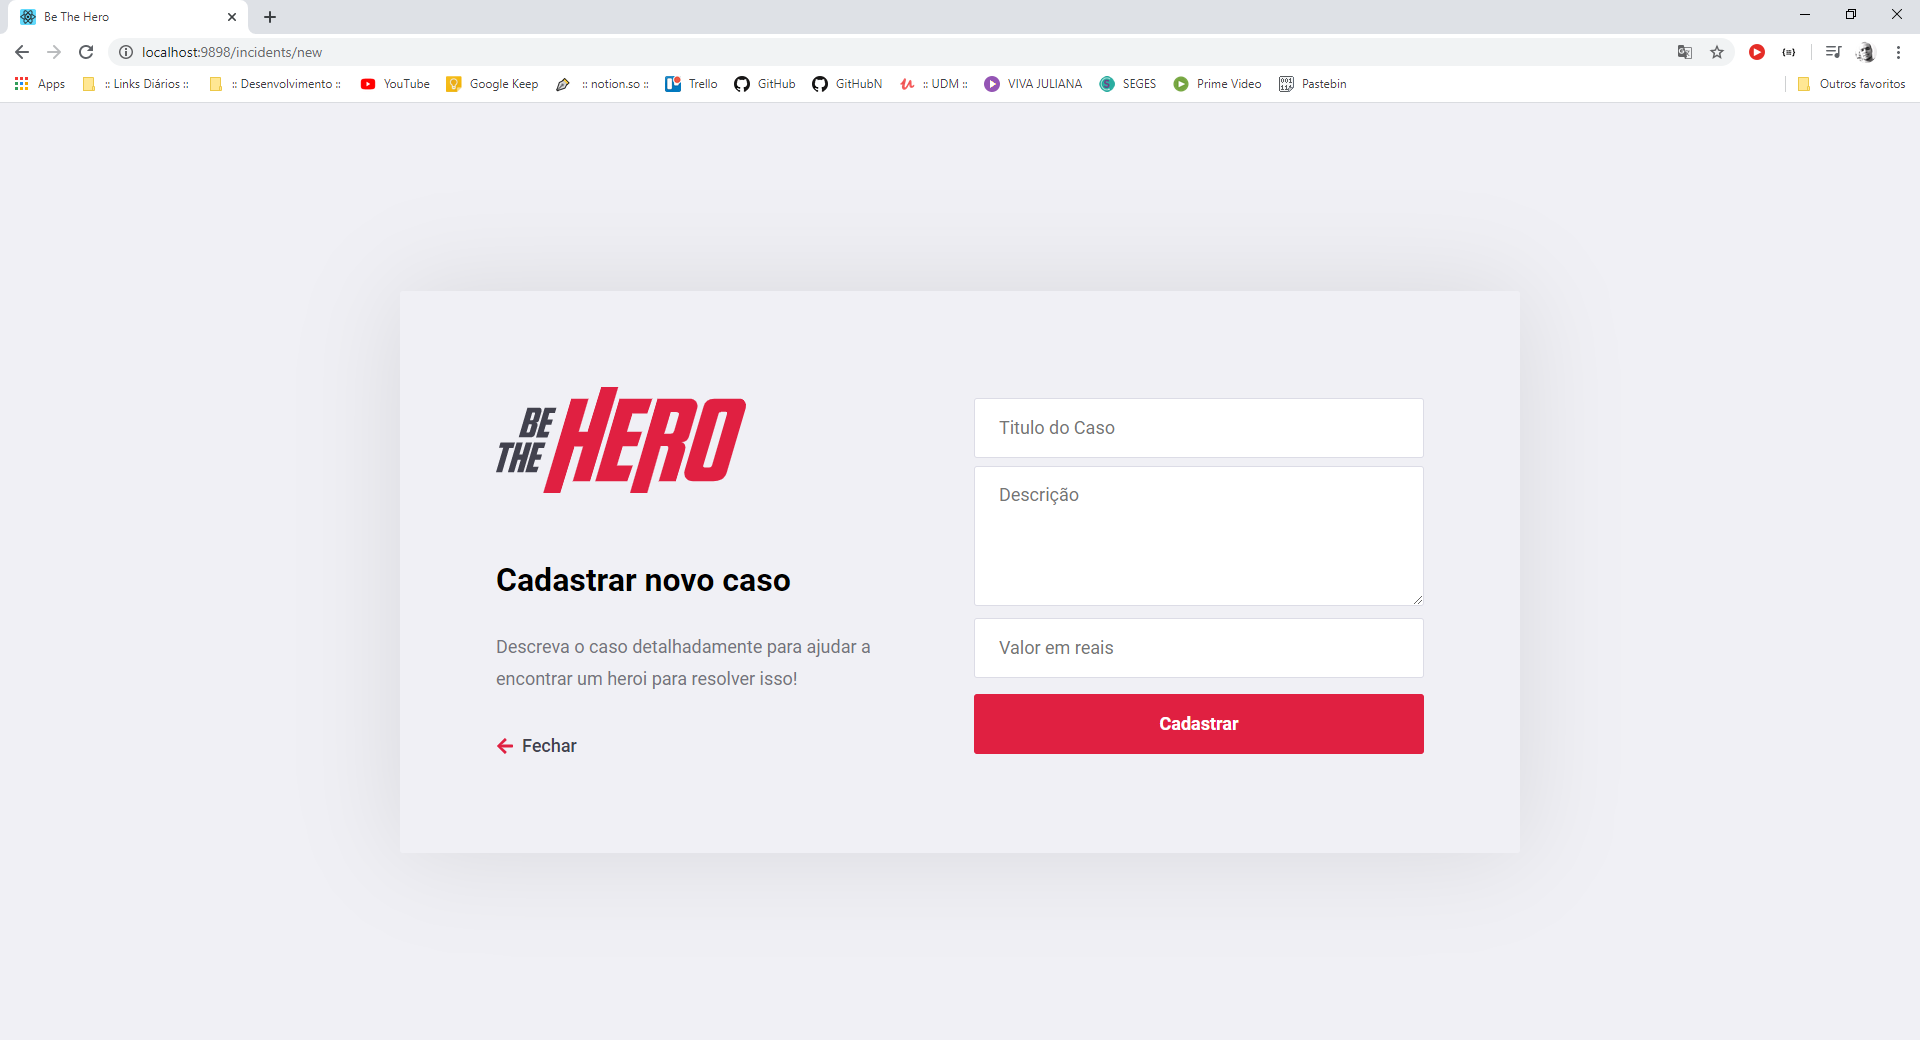 Be The Hero
localhost:9898/incidents/new
Apps
:: Links Diários ::
:: Desenvolvimento ::
YouTube
Google Keep
:: notion.so ::
Trello
GitHub
GitHubN
:: UDM ::
VIVA JULIANA
SEGES
Prime Video
Pastebin
Outros favoritos
BE
THE
HERO
Cadastrar novo caso
Descreva o caso detalhadamente para ajudar a
encontrar um heroi para resolver isso!
Fechar
Titulo do Caso
Descrição
Valor em reais
Cadastrar